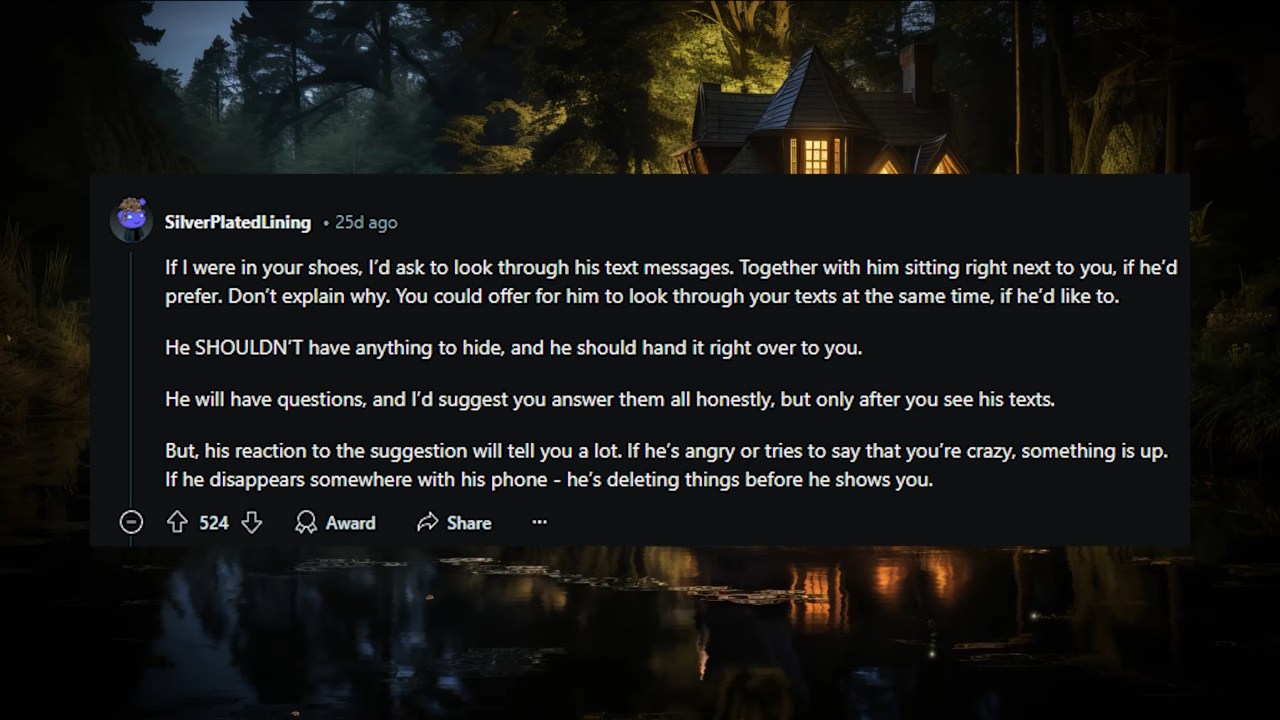 SilverPlatedLining • 25d ago
If I were in your shoes, I’d ask to look through his text messages. Together with him sitting right next to you, if he’d
prefer. Don’t explain why. You could offer for him to look through your texts at the same time, if he’d like to.
He SHOULDN’T have anything to hide, and he should hand it right over to you.
He will have questions, and I’d suggest you answer them all honestly, but only after you see his texts.
But, his reaction to the suggestion will tell you a lot. If he’s angry or tries to say that you’re crazy, something is up.
If he disappears somewhere with his phone - he’s deleting things before he shows you.
524 Award Share ...